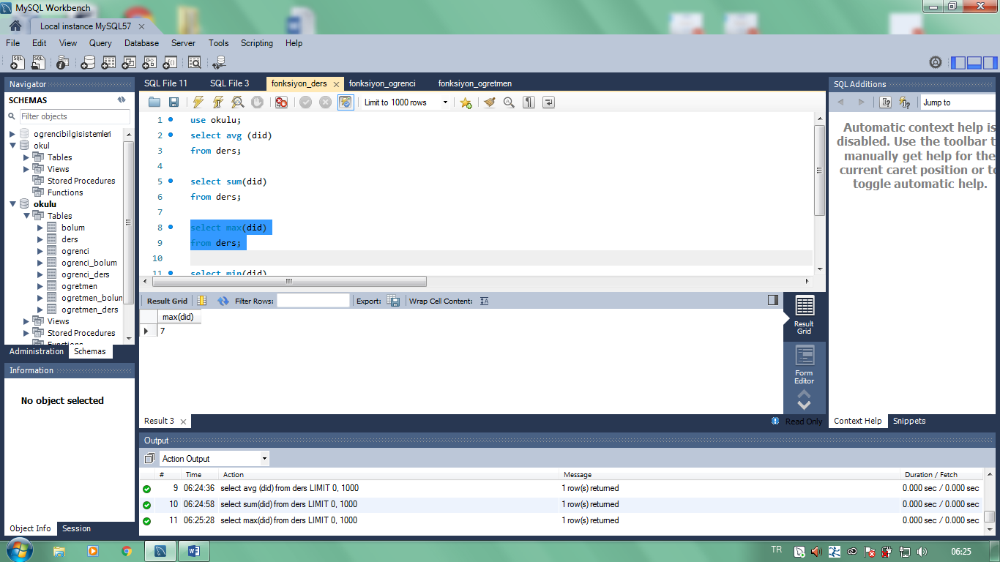 MySQL Workbench
Local instance MySQL57
File Edit View Query Database Server Tools Scripting Help
Navigator
SCHEMAS
Filter objects
ogrencibilgisistemleri
okul
Tables
Views
Stored Procedures
Functions
okulu
Tables
bolum
ders
ogrenci
ogrenci_bolum
ogrenci_ders
ogretmen
ogretmen_bolun
ogretmen_ders
Views
Stored Procedures
Functions
Administration Schemas
Information
No object selected
Object Info Session
SQL File 11 SQL File 3 fonksiyon_ders fonksiyon_ogrenci fonksiyon_ogretmen
Limit to 1000 rows
1 use okulu;
2 select avg (did)
3 from ders;
4
5 select sum(did)
6 from ders;
7
8 select max(did)
9 from ders;
10
11 select min(did)
Result Grid Filter Rows: Export: Wrap Cell Content:
max(did)
7
Result Grid
Form Editor
Result 3
Read Only
SQL Additions
Jump to
Automatic context help is
disabled. Use the toolbar t
manually get help for the
current caret position or to
toggle automatic help.
Context Help Snippets
Output
Action Output
# Time Action Message Duration / Fetch
9 06:24:36 select avg (did) from ders LIMIT 0, 1000 1 row(s) returned 0.000 sec / 0.000 sec
10 06:24:58 select sum(did) from ders LIMIT 0, 1000 1 row(s) returned 0.000 sec / 0.000 sec
11 06:25:28 select max(did) from ders LIMIT 0, 1000 1 row(s) returned 0.000 sec / 0.000 sec
TR 06:25